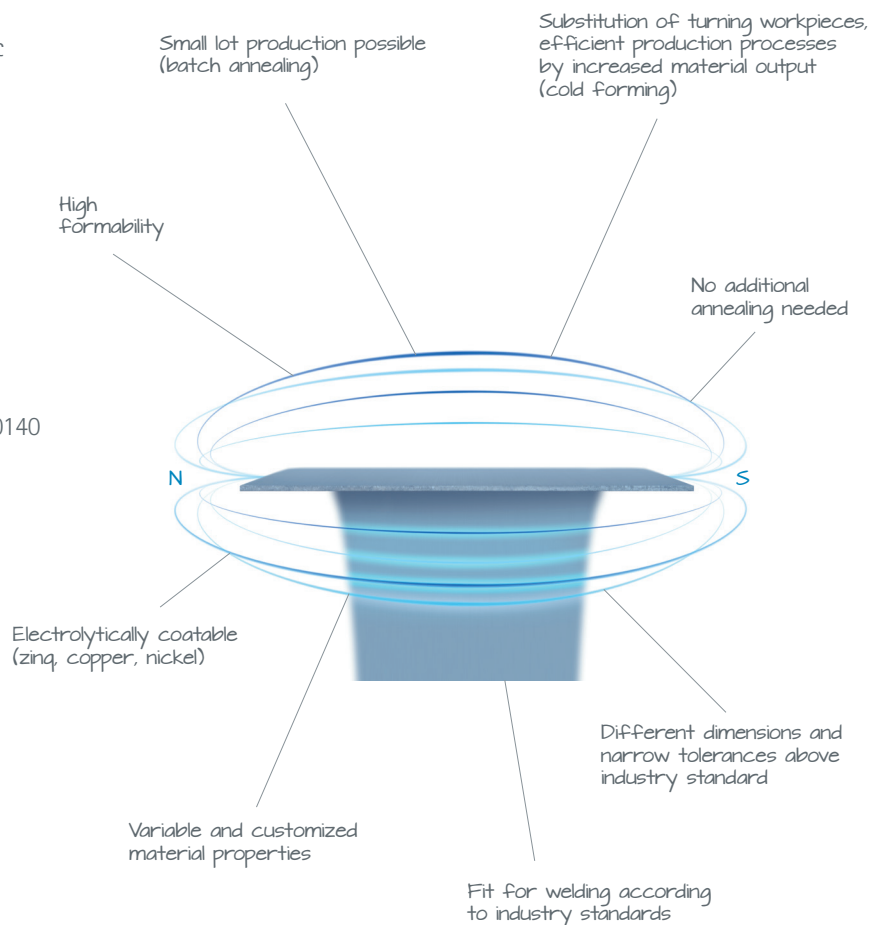 Substitution of turning workpieces,
efficient production processes
by increased material output
(cold forming)
Small lot production possible
(batch annealing)
f
High
formability
No additional
annealing needed
0140
N
S
Electrolytically coatable
(zinq, copper, nickel)
Different dimensions and
narrow tolerances above
industry standard
Variable and customized
material properties
Fit for welding according
to industry standards